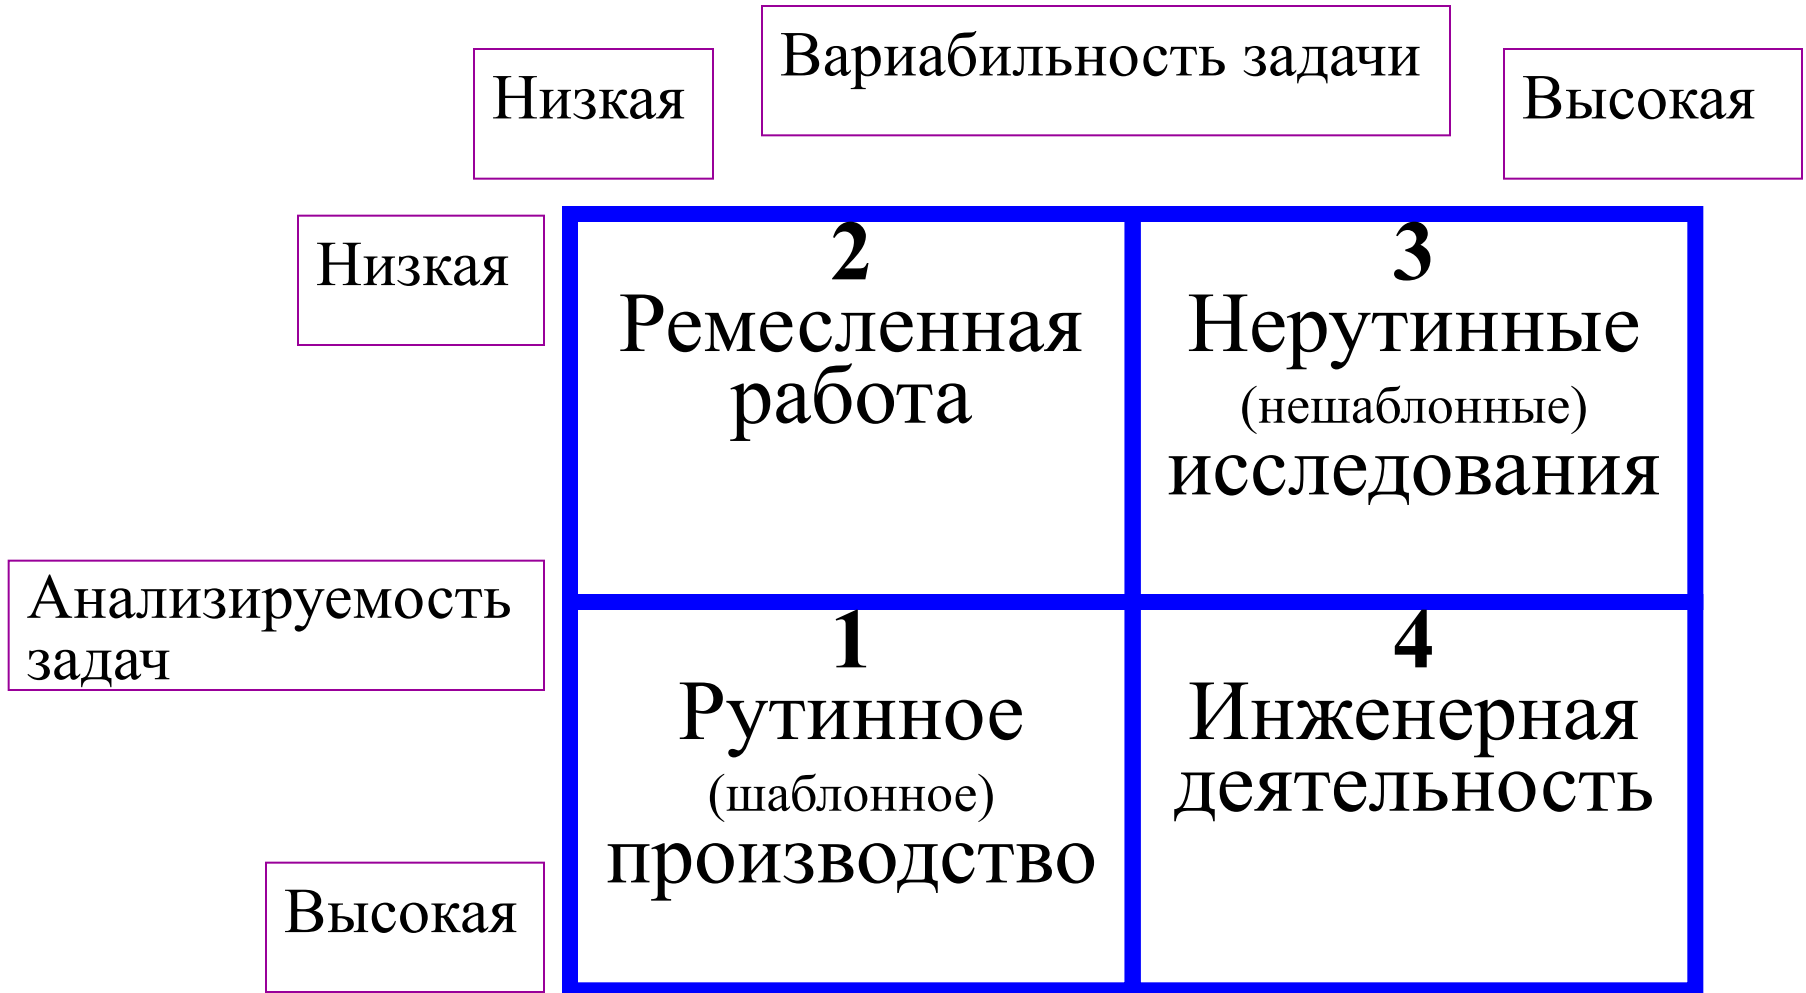 Вариабильность задачи
Низкая
Высокая
Низкая
2
Ремесленная
работа
3
Нерутинные
(нешаблонные)
исследования
Анализируемость
задач
1
Рутинное
(шаблонное)
производство
4
Инженерная
деятельность
Высокая